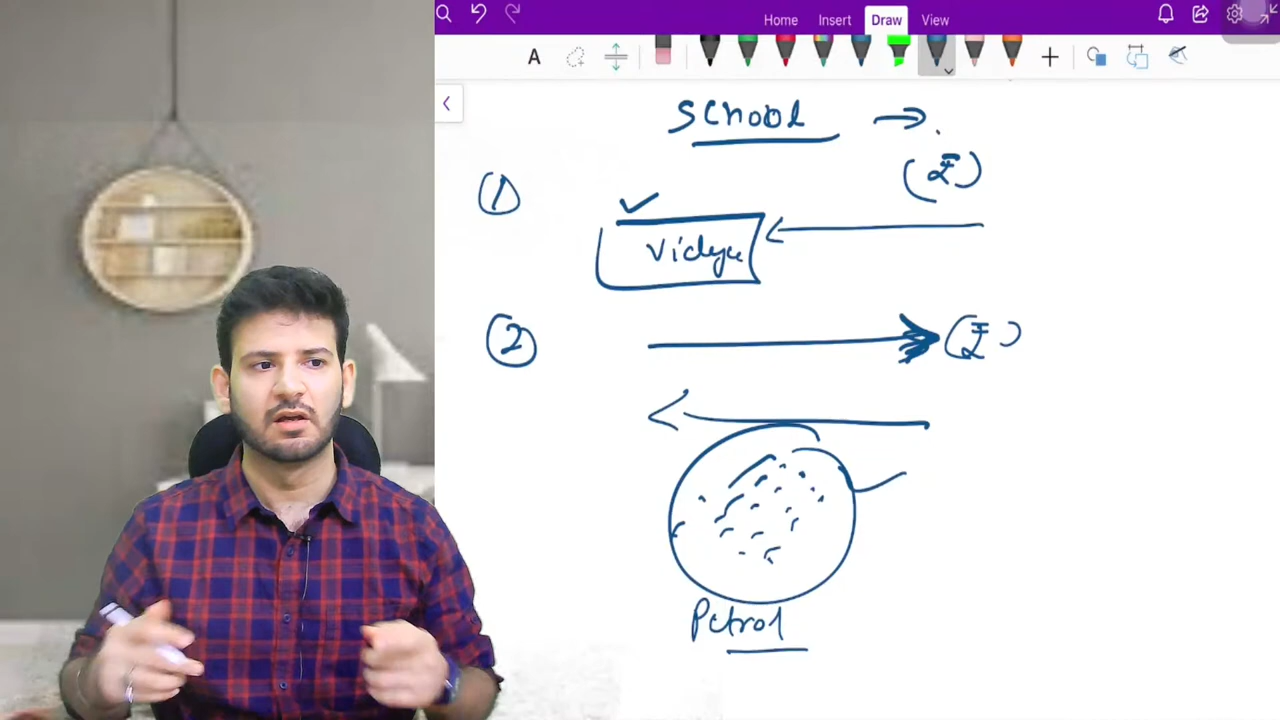 Home Insert Draw View
A
School →
(₹)
① ✓
Vidya
② (₹)
Petrol